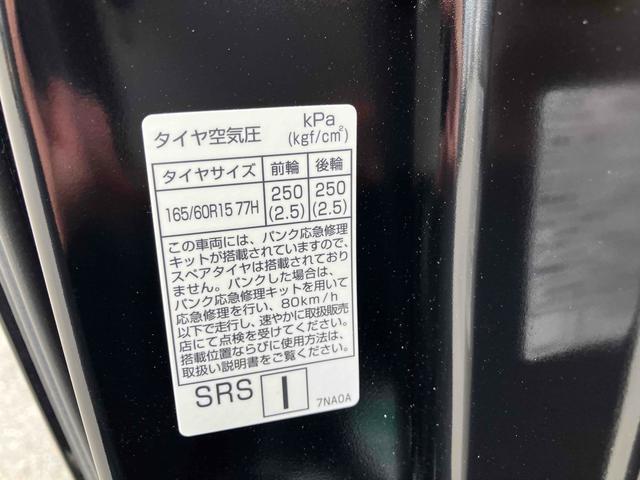 タイヤ空気圧 kPa
(kgf/cm²)
タイヤサイズ 前輪 後輪
165/60R15 77H 250 (2.5) 250 (2.5)
この車両には、パンク応急修理
キットが搭載されていますので、
スペアタイヤは搭載されており
ません。パンクした場合は、
パンク応急修理キットを用いて
応急修理を行い、80km/h
以下で走行し、速やかに取扱販売
店にて点検を受けてください。
搭載位置ならびに使用方法は、
取扱い説明書をご覧ください。
SRS I 7NA0A